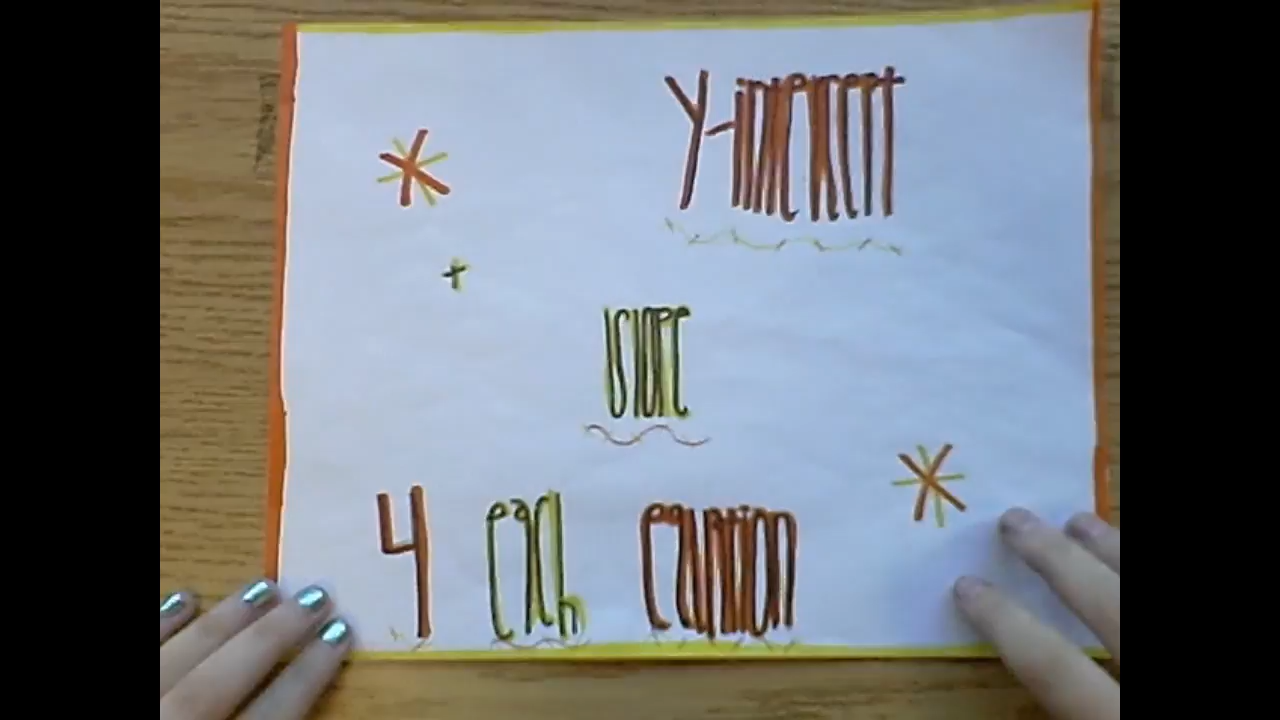 Y-intercept
+
slope
4 each equation